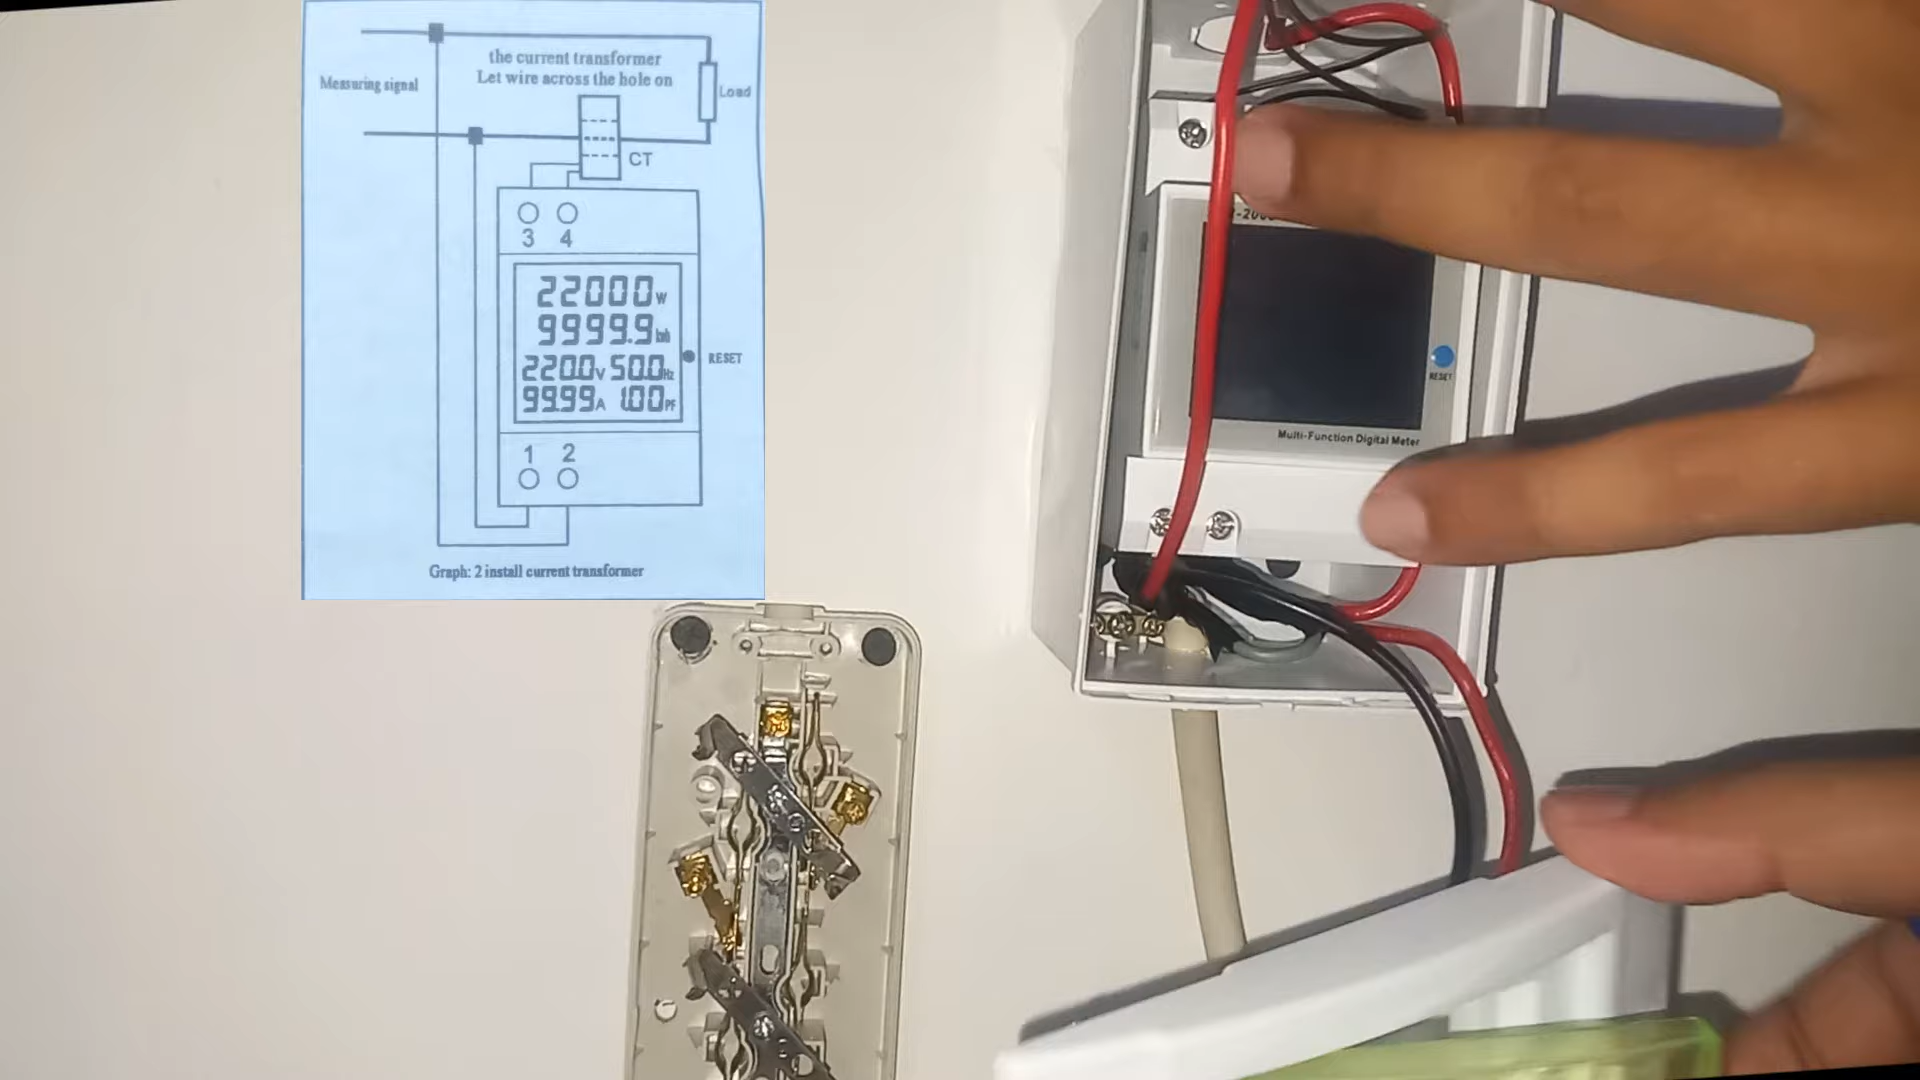 the current transformer
Let wire across the hole on
Measuring signal
Load
CT
3 4
22000W
9999.9kwh
220.0V 50.0Hz
99.99A 1.00PF
RESET
1 2
Graph: 2 install current transformer
RESET
Multi-Function Digital Meter